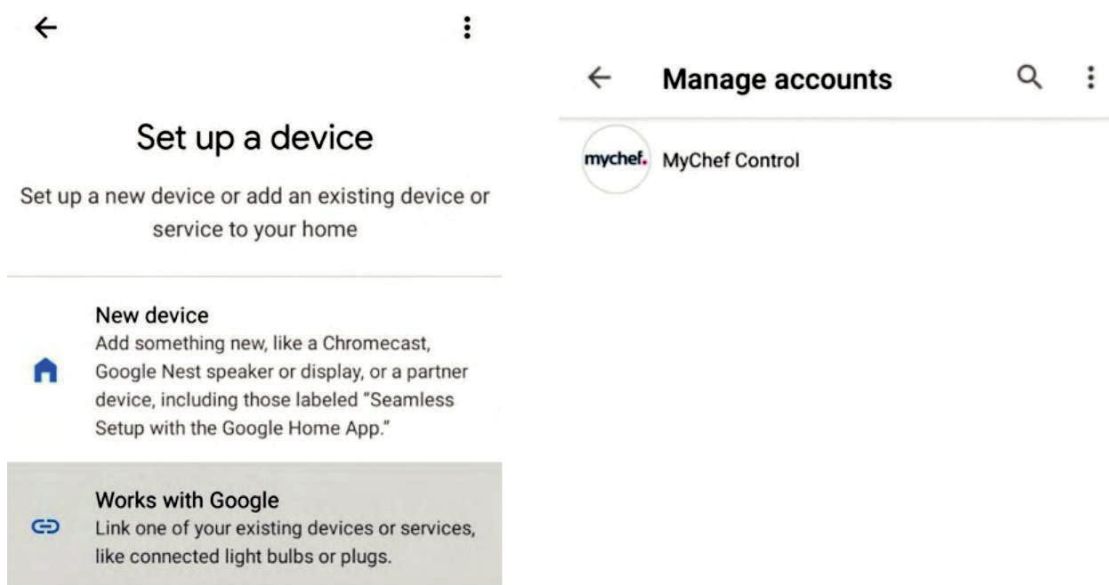 Set up a device
Set up a new device or add an existing device or
service to your home
New device
Add something new, like a Chromecast,
Google Nest speaker or display, or a partner
device, including those labeled “Seamless
Setup with the Google Home App.”
Works with Google
Link one of your existing devices or services,
like connected light bulbs or plugs.
Manage accounts
mychef. MyChef Control